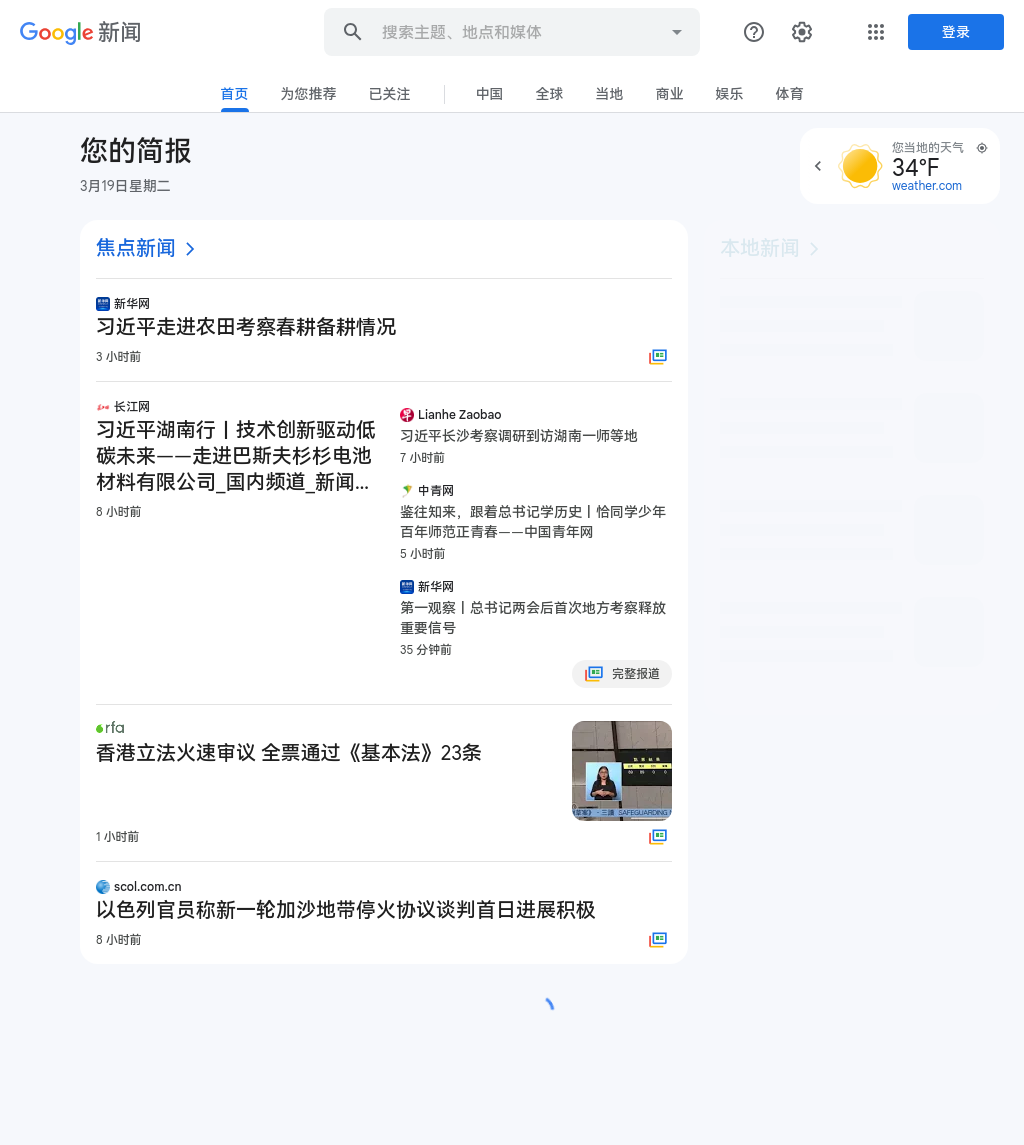 Google 新闻
搜索主题、地点和媒体
登录
首页
为您推荐
已关注
中国
全球
当地
商业
娱乐
体育
您的简报
3月19日星期二
您当地的天气
34°F
weather.com
焦点新闻
本地新闻
新华网
习近平走进农田考察春耕备耕情况
3 小时前
长江网
习近平湖南行丨技术创新驱动低
碳未来——走进巴斯夫杉杉电池
材料有限公司_国内频道_新闻...
8 小时前
Lianhe Zaobao
习近平长沙考察调研到访湖南一师等地
7 小时前
中青网
鉴往知来，跟着总书记学历史丨恰同学少年
百年师范正青春——中国青年网
5 小时前
新华网
第一观察丨总书记两会后首次地方考察释放
重要信号
35 分钟前
完整报道
rfa
香港立法火速审议 全票通过《基本法》23条
SAFEGUARDING
1 小时前
scol.com.cn
以色列官员称新一轮加沙地带停火协议谈判首日进展积极
8 小时前